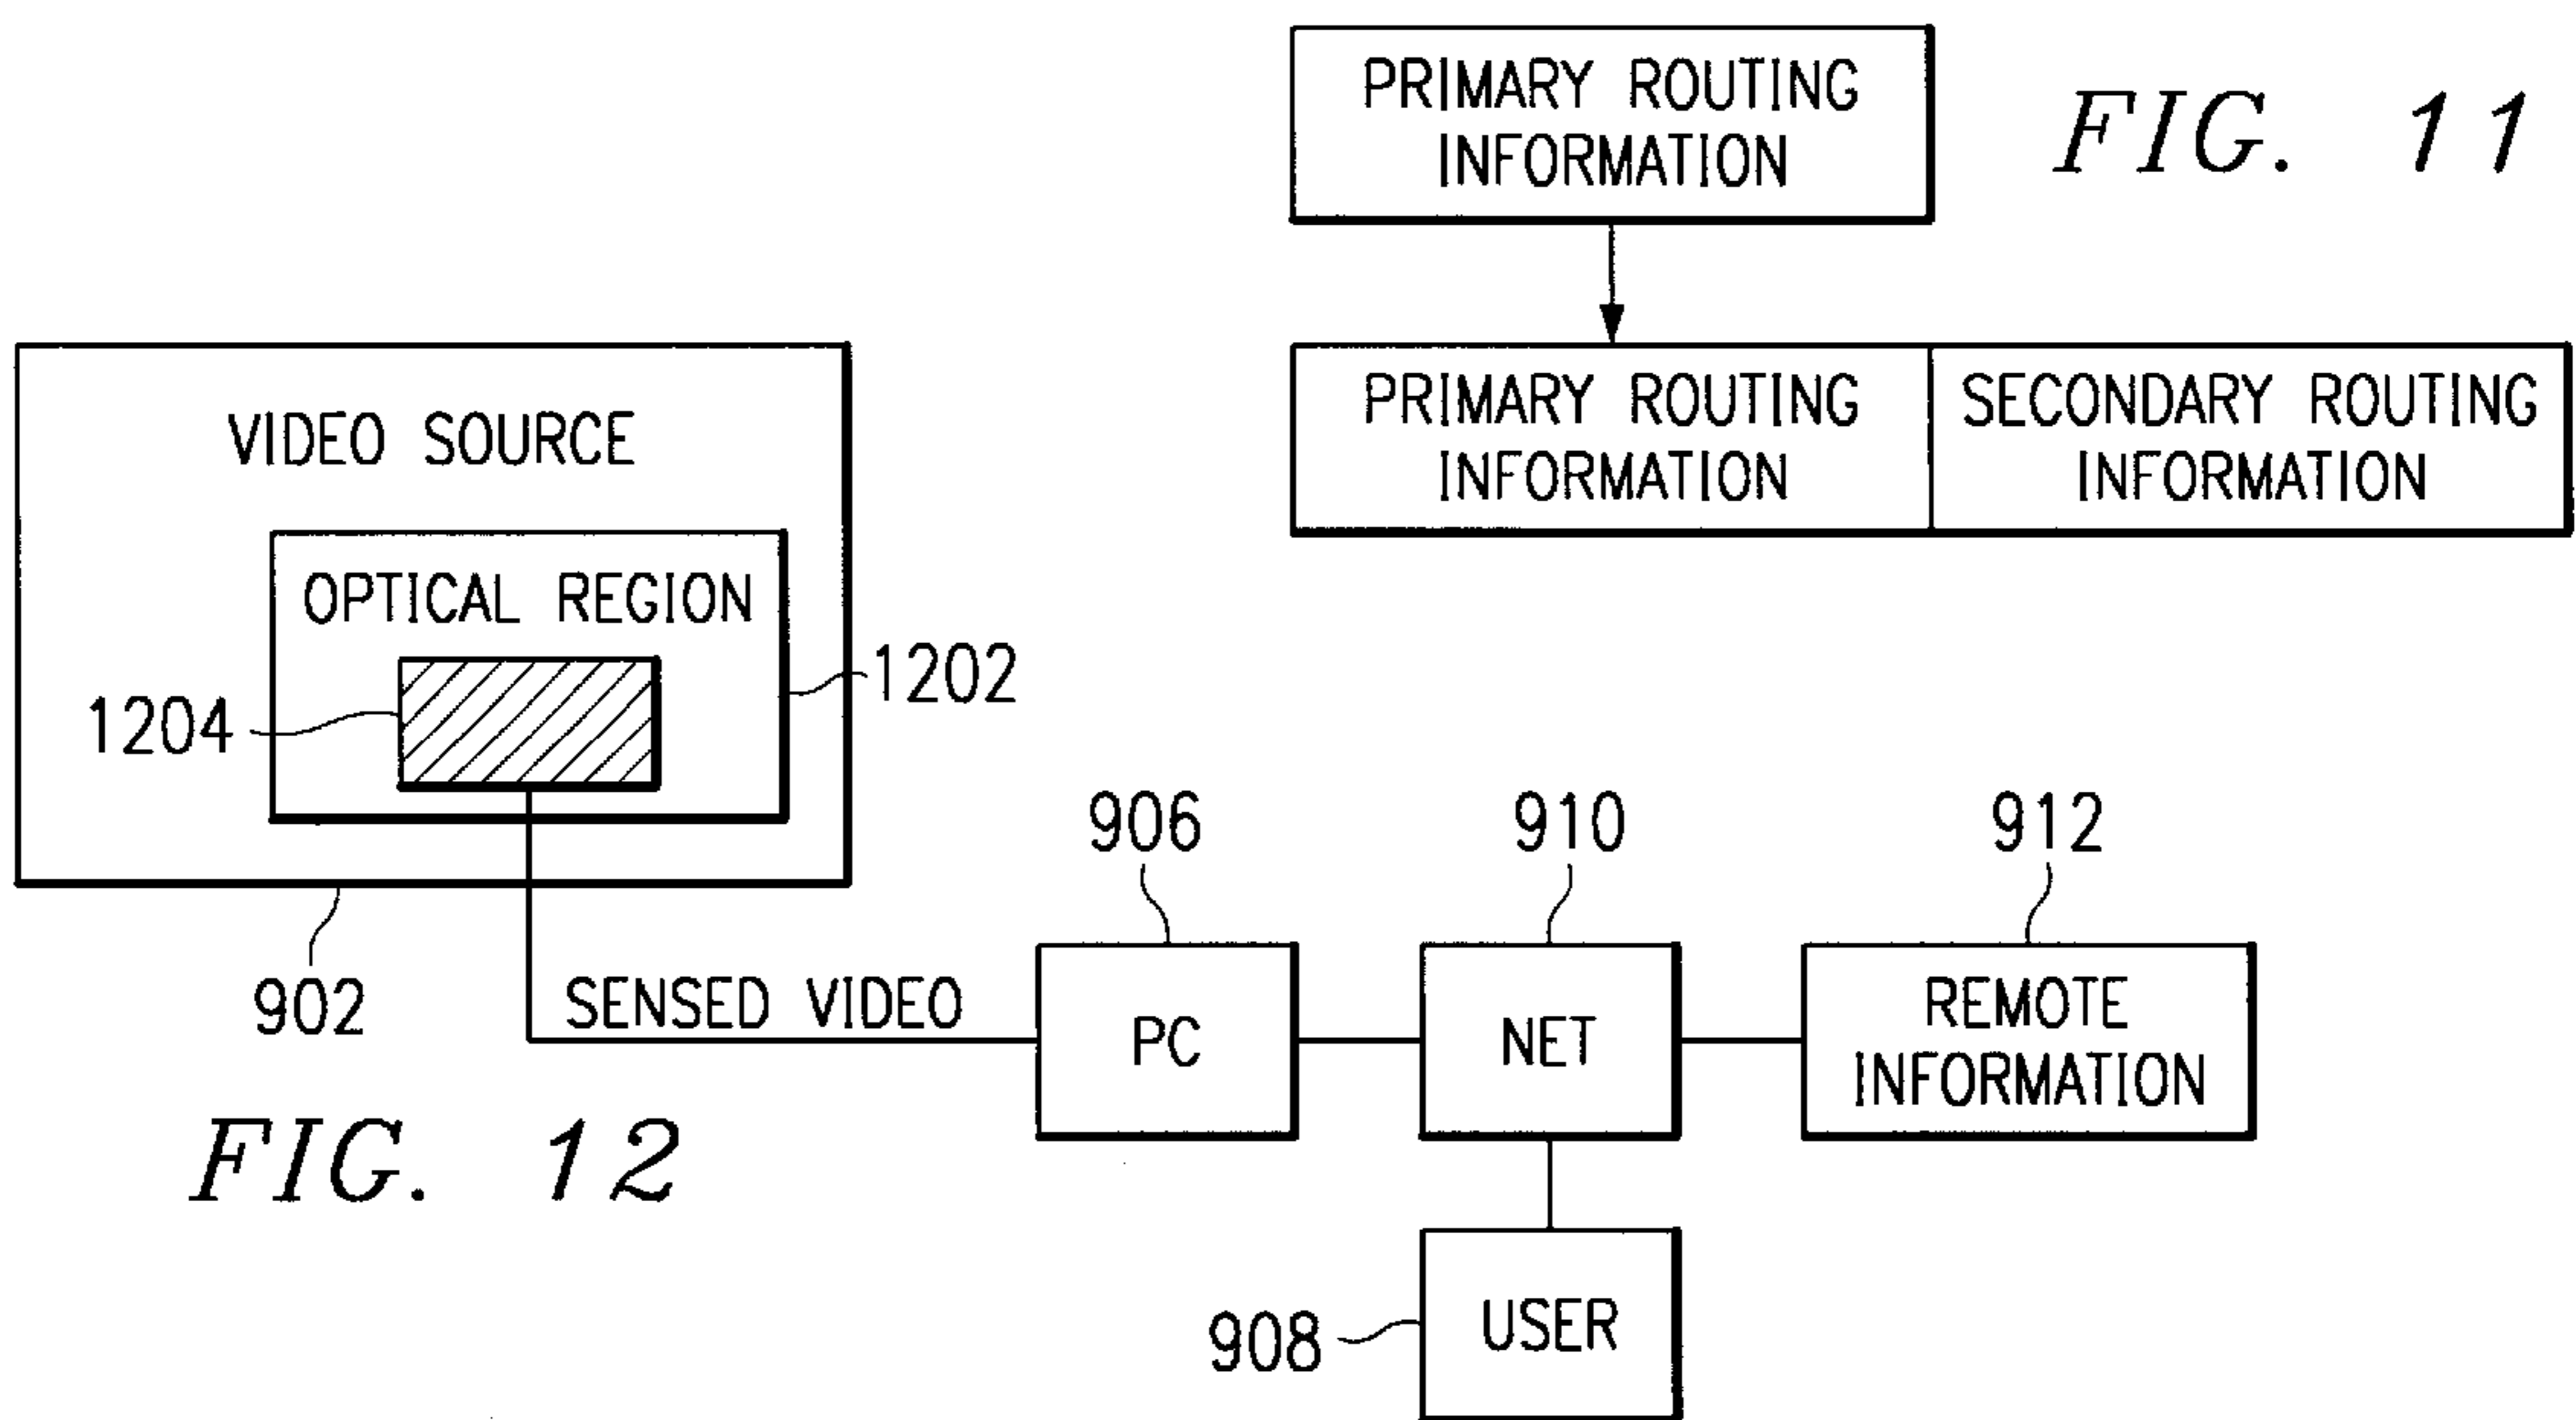 PRIMARY ROUTING
INFORMATION
FIG. 11
PRIMARY ROUTING
INFORMATION
SECONDARY ROUTING
INFORMATION
VIDEO SOURCE
OPTICAL REGION
1202
1204
902
SENSED VIDEO
906
PC
910
NET
912
REMOTE
INFORMATION
908
USER
FIG. 12